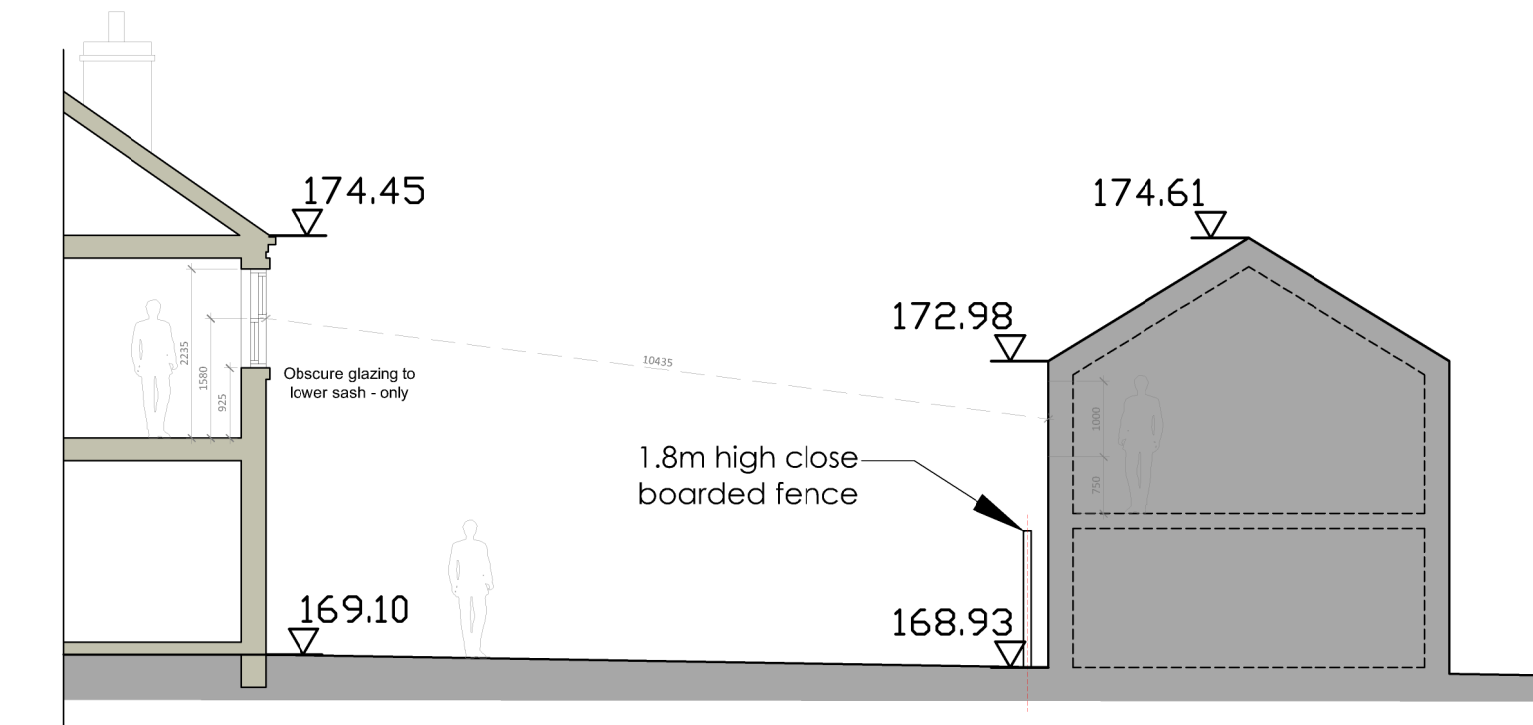 174.45
174.61
172.98
2235
1580
925
10435
Obscure glazing to
lower sash - only
1000
750
1.8m high close
boarded fence
169.10
168.93